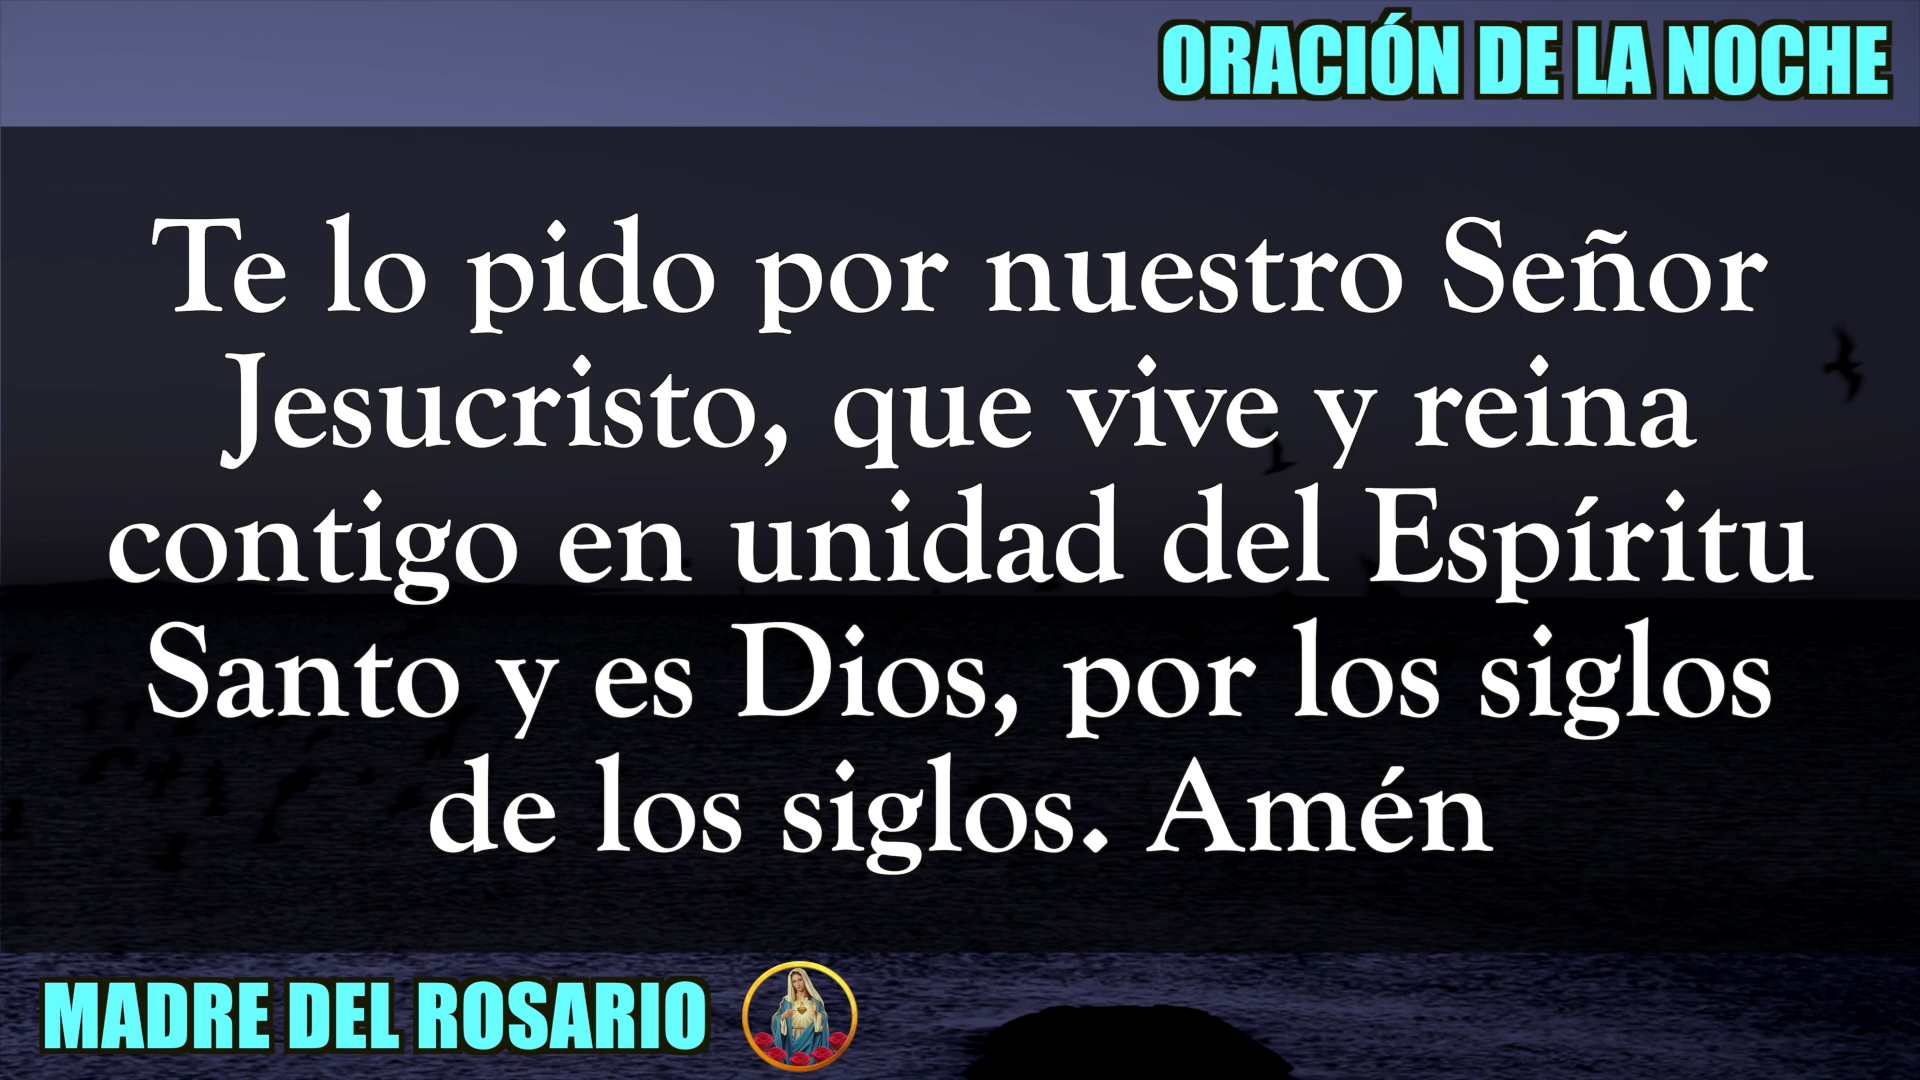 ORACIÓN DE LA NOCHE
Te lo pido por nuestro Señor
Jesucristo, que vive y reina
contigo en unidad del Espíritu
Santo y es Dios, por los siglos
de los siglos. Amén
MADRE DEL ROSARIO